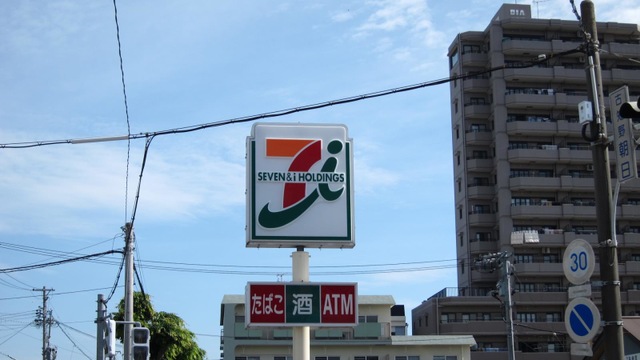 SEVEN & i HOLDINGS
たばこ 酒 ATM
30